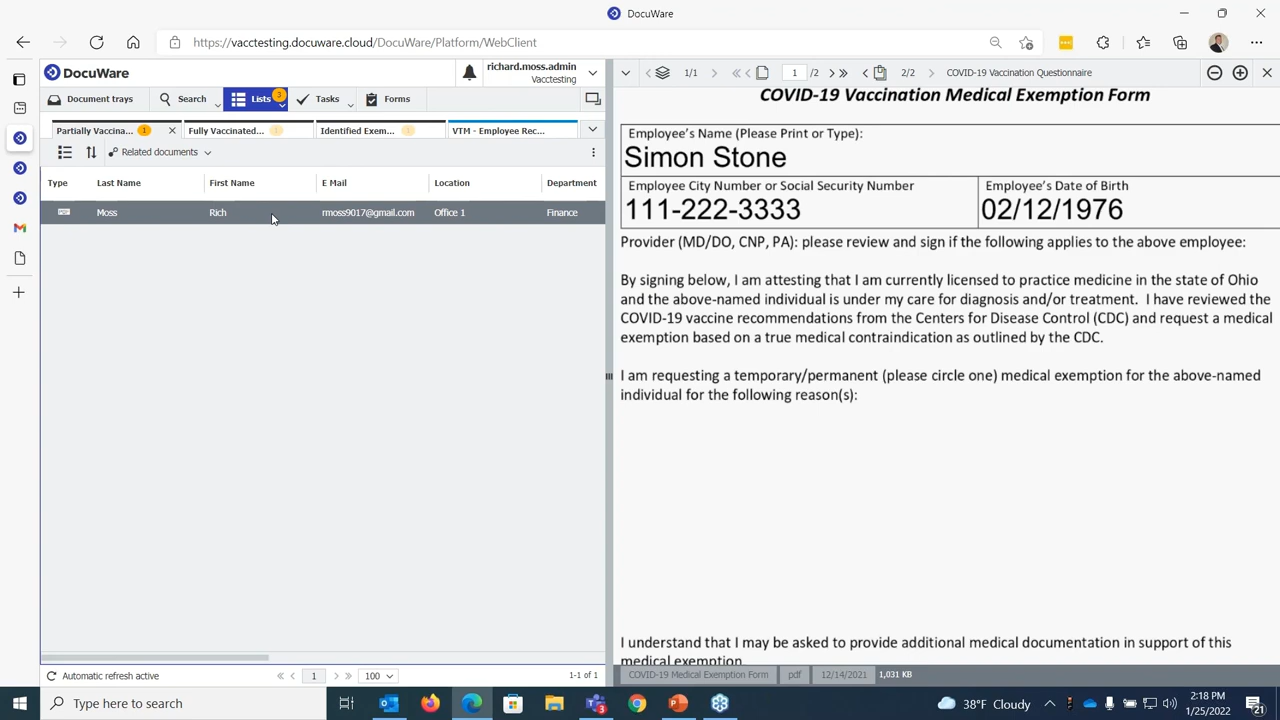 DocuWare
https://vacctesting.docuware.cloud/DocuWare/Platform/WebClient
DocuWare
richard.moss.admin
Vacctesting
Document trays
Search
Lists
3
Tasks
Forms
Partially Vaccina...
1
Fully Vaccinated...
1
Identified Exem...
1
VTM - Employee Rec...
Related documents
Type
Last Name
First Name
E Mail
Location
Department
Moss
Rich
rmoss9017@gmail.com
Office 1
Finance
Automatic refresh active
1
100
1-1 of 1
1/1
1
/2
2/2
COVID-19 Vaccination Questionnaire
COVID-19 Vaccination Medical Exemption Form
Employee's Name (Please Print or Type):
Simon Stone
Employee City Number or Social Security Number
111-222-3333
Employee's Date of Birth
02/12/1976
Provider (MD/DO, CNP, PA): please review and sign if the following applies to the above employee:
By signing below, I am attesting that I am currently licensed to practice medicine in the state of Ohio
and the above-named individual is under my care for diagnosis and/or treatment. I have reviewed the
COVID-19 vaccine recommendations from the Centers for Disease Control (CDC) and request a medical
exemption based on a true medical contraindication as outlined by the CDC.
I am requesting a temporary/permanent (please circle one) medical exemption for the above-named
individual for the following reason(s):
I understand that I may be asked to provide additional medical documentation in support of this
medical exemption
COVID-19 Medical Exemption Form
pdf
12/14/2021
1,031 KB
Type here to search
3
38°F Cloudy
2:18 PM
1/25/2022
21